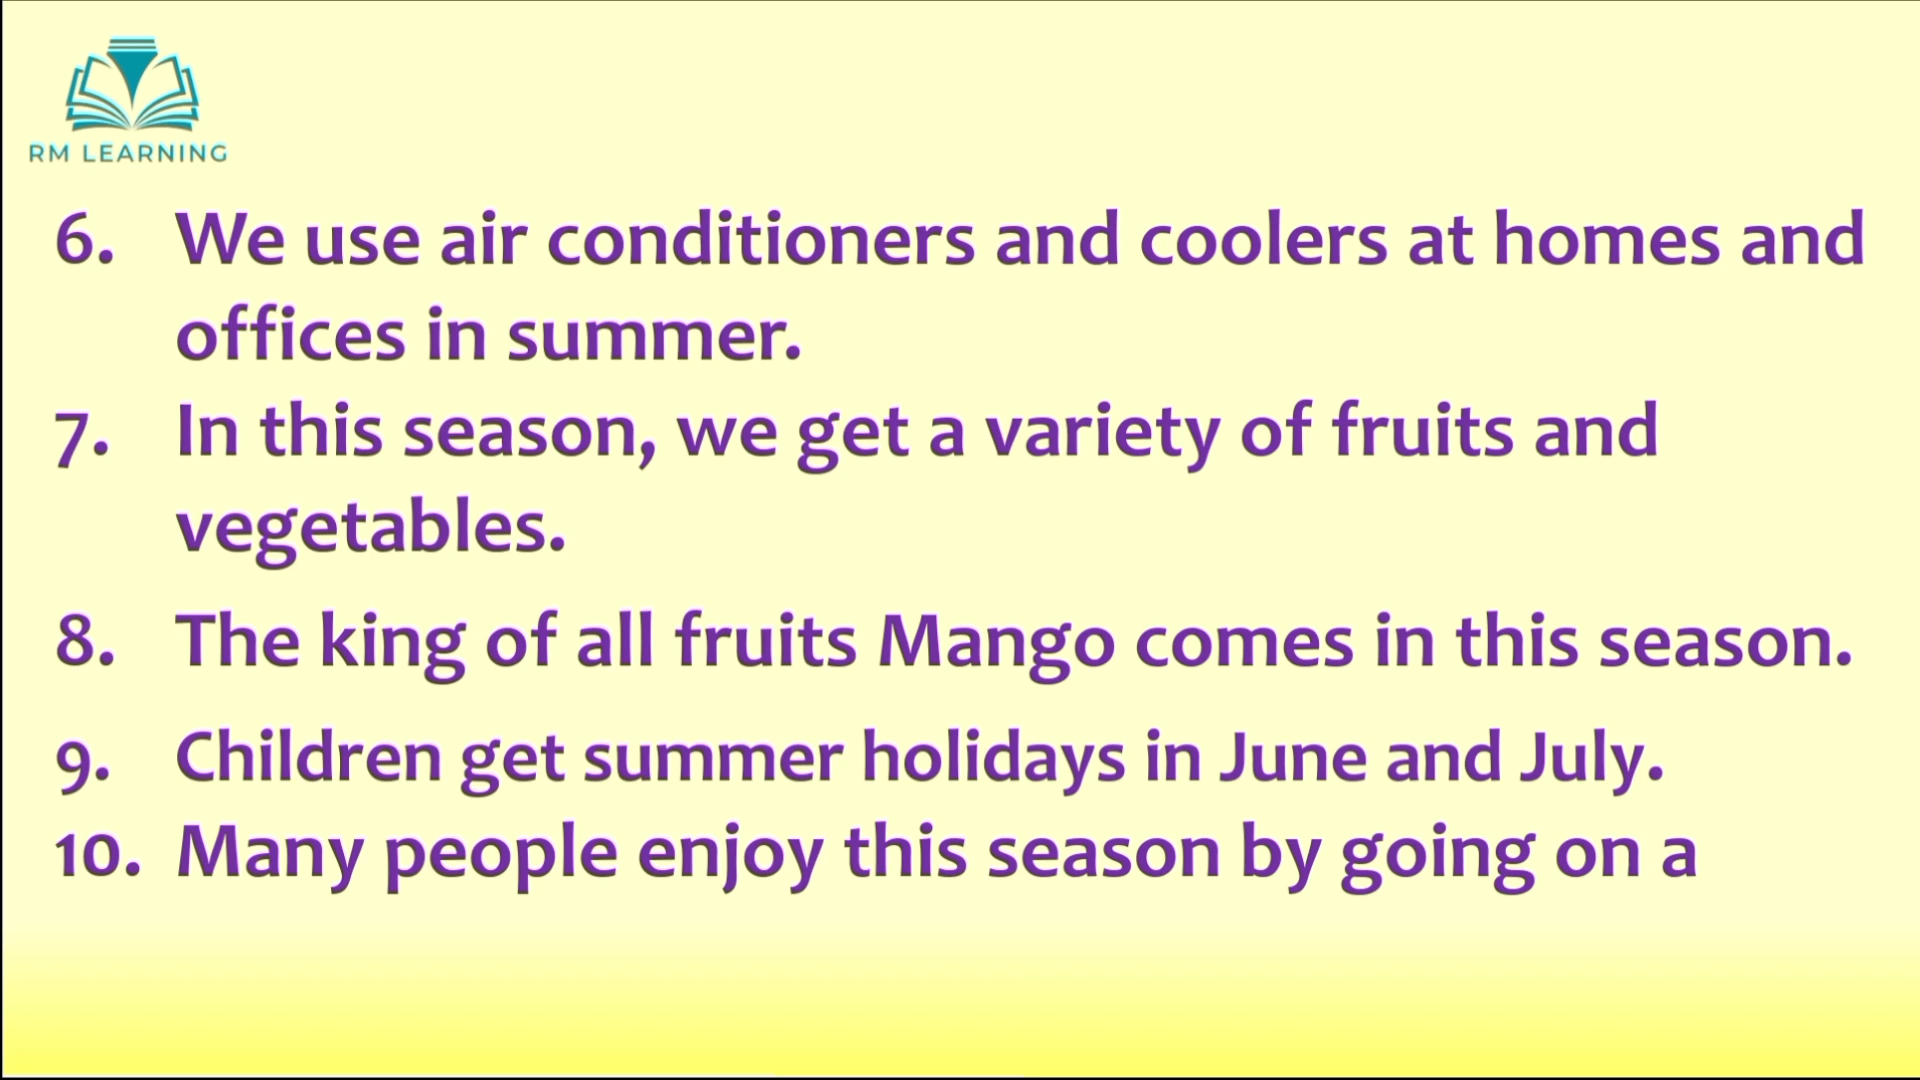 RM LEARNING
6. We use air conditioners and coolers at homes and
offices in summer.
7. In this season, we get a variety of fruits and
vegetables.
8. The king of all fruits Mango comes in this season.
9. Children get summer holidays in June and July.
10. Many people enjoy this season by going on a